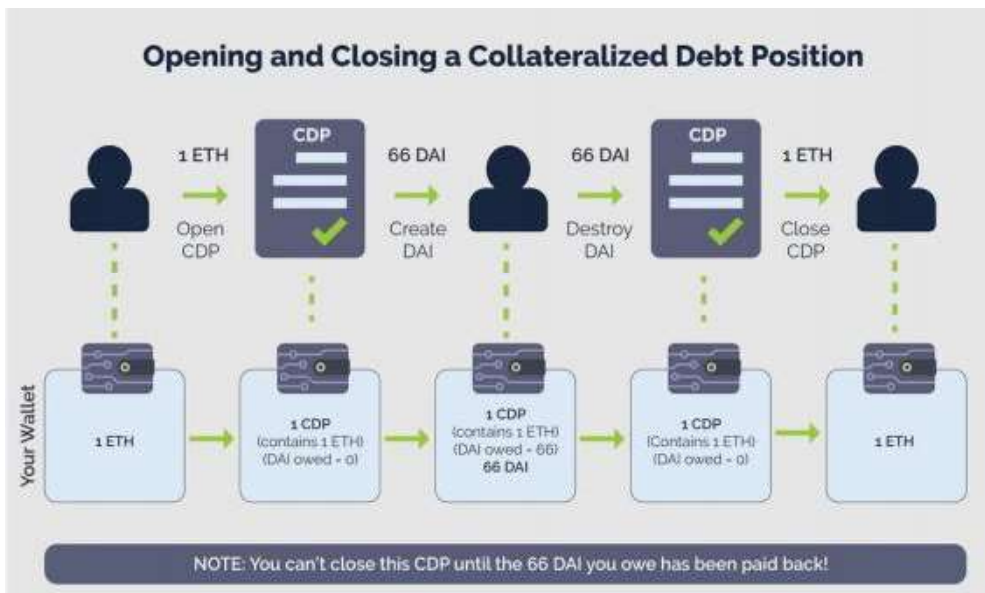 Opening and Closing a Collateralized Debt Position
CDP
CDP
1 ETH
66 DAI
66 DAI
1 ETH
Open
CDP
Create
DAI
Destroy
DAI
Close
CDP
Your Wallet
1 ETH
1 CDP
(contains 1 ETH)
(DAI owed = 0)
1 CDP
(contains 1 ETH)
(DAI owed = 66)
66 DAI
1 CDP
(Contains 1 ETH)
(DAI owed = 0)
1 ETH
NOTE: You can't close this CDP until the 66 DAI you owe has been paid back!